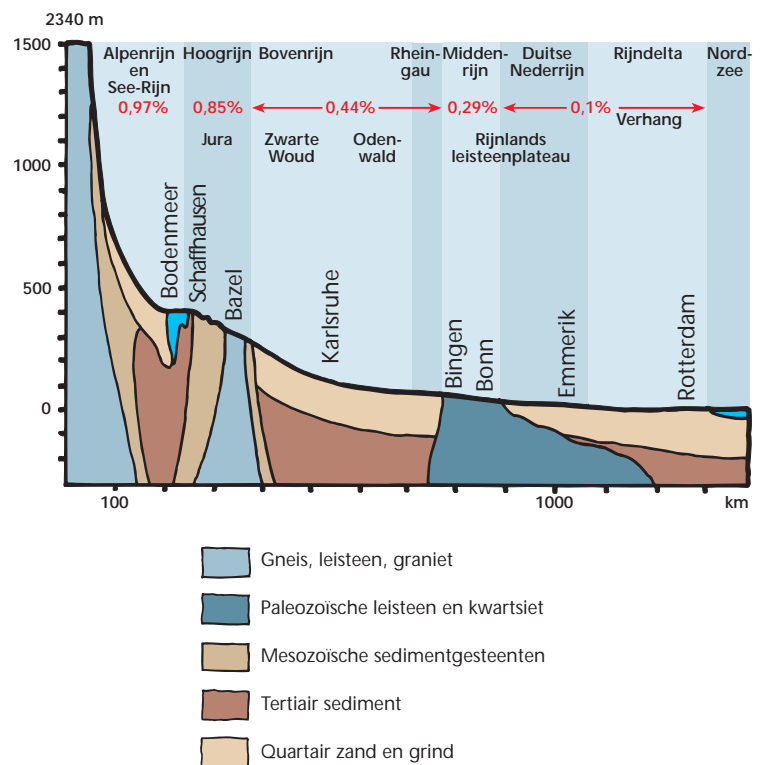 2340 m
1500
1000
500
0
Alpenrijn
en
See-Rijn
0,97%
Hoogrijn
0,85%
Jura
Bovenrijn
0,44%
Zwarte
Woud
Oden-
wald
Rhein-
gau
Midden-
rijn
0,29%
Rijnlands
leisteenplateau
Duitse
Nederrijn
0,1%
Rijndelta
Verhang
Nord-
zee
Bodenmeer
Schaffhausen
Bazel
Karlsruhe
Bingen
Bonn
Emmerik
Rotterdam
100
1000
km
Gneis, leisteen, graniet
Paleozoïsche leisteen en kwartsiet
Mesozoïsche sedimentgesteenten
Tertiair sediment
Quartair zand en grind